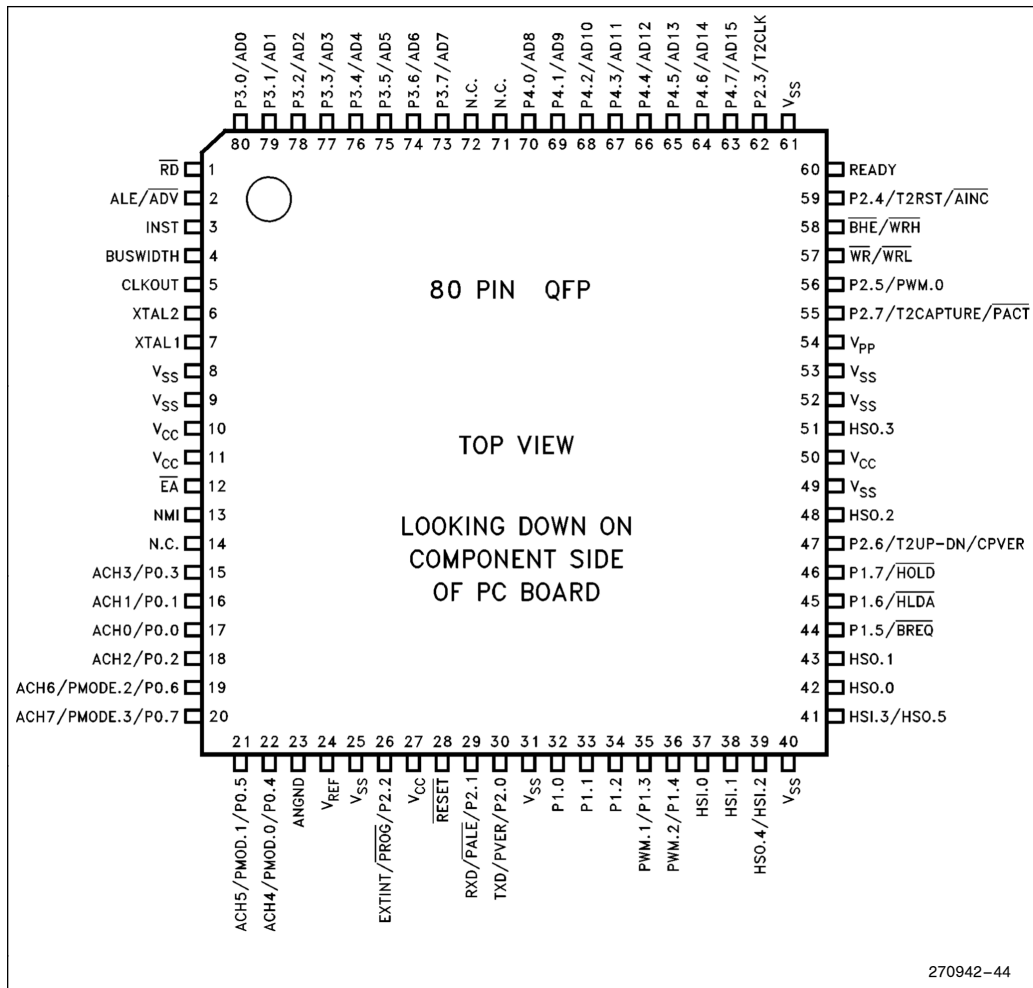 P3.0/AD0
P3.1/AD1
P3.2/AD2
P3.3/AD3
P3.4/AD4
P3.5/AD5
P3.6/AD6
P3.7/AD7
N.C.
N.C.
P4.0/AD8
P4.1/AD9
P4.2/AD10
P4.3/AD11
P4.4/AD12
P4.5/AD13
P4.6/AD14
P4.7/AD15
P2.3/T2CLK
VSS
80 79 78 77 76 75 74 73 72 71 70 69 68 67 66 65 64 63 62 61
RD 1
ALE/ADV 2
INST 3
BUSWIDTH 4
CLKOUT 5
XTAL2 6
XTAL1 7
VSS 8
VSS 9
VCC 10
VCC 11
EA 12
NMI 13
N.C. 14
ACH3/P0.3 15
ACH1/P0.1 16
ACH0/P0.0 17
ACH2/P0.2 18
ACH6/PMODE.2/P0.6 19
ACH7/PMODE.3/P0.7 20
80 PIN QFP
TOP VIEW
LOOKING DOWN ON
COMPONENT SIDE
OF PC BOARD
60 READY
59 P2.4/T2RST/AINC
58 BHE/WRH
57 WR/WRL
56 P2.5/PWM.0
55 P2.7/T2CAPTURE/PACT
54 VPP
53 VSS
52 VSS
51 HSO.3
50 VCC
49 VSS
48 HSO.2
47 P2.6/T2UP-DN/CPVER
46 P1.7/HOLD
45 P1.6/HLDA
44 P1.5/BREQ
43 HSO.1
42 HSO.0
41 HSI.3/HSO.5
21 22 23 24 25 26 27 28 29 30 31 32 33 34 35 36 37 38 39 40
ACH5/PMOD.1/P0.5
ACH4/PMOD.0/P0.4
ANGND
VREF
VSS
EXTINT/PROG/P2.2
VCC
RESET
RXD/PALE/P2.1
TXD/PVER/P2.0
VSS
P1.0
P1.1
P1.2
PWM.1/P1.3
PWM.2/P1.4
HSI.0
HSI.1
HSO.4/HSI.2
VSS
270942-44